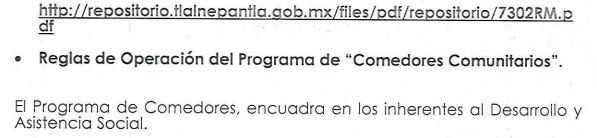 http://repositorio.tlalnepantla.gob.mx/files/pdf/repositorio/7302RM.p
df
• Reglas de Operación del Programa de “Comedores Comunitarios”.
El Programa de Comedores, encuadra en los inherentes al Desarrollo y
Asistencia Social.